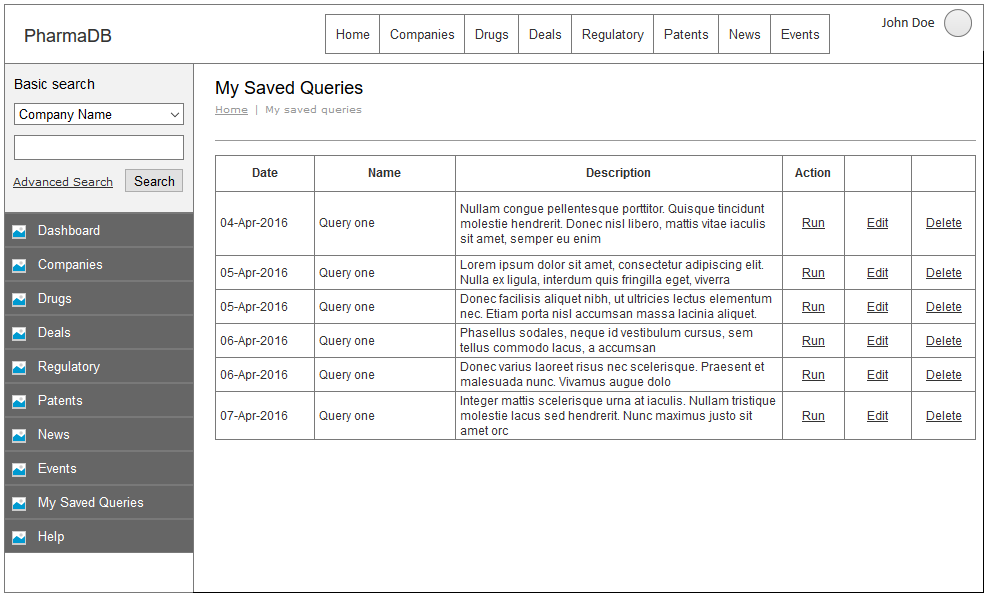 PharmaDB
Home Companies Drugs Deals Regulatory Patents News Events
John Doe
Basic search
Company Name
Advanced Search Search
Dashboard
Companies
Drugs
Deals
Regulatory
Patents
News
Events
My Saved Queries
Help
My Saved Queries
Home | My saved queries
Date Name Description Action
04-Apr-2016 Query one
Nullam congue pellentesque porttitor. Quisque tincidunt
molestie hendrerit. Donec nisl libero, mattis vitae iaculis
sit amet, semper eu enim
Run Edit Delete
05-Apr-2016 Query one
Lorem ipsum dolor sit amet, consectetur adipiscing elit.
Nulla ex ligula, interdum quis fringilla eget, viverra
Run Edit Delete
05-Apr-2016 Query one
Donec facilisis aliquet nibh, ut ultricies lectus elementum
nec. Etiam porta nisl accumsan massa lacinia aliquet.
Run Edit Delete
06-Apr-2016 Query one
Phasellus sodales, neque id vestibulum cursus, sem
tellus commodo lacus, a accumsan
Run Edit Delete
06-Apr-2016 Query one
Donec varius laoreet risus nec scelerisque. Praesent et
malesuada nunc. Vivamus augue dolo
Run Edit Delete
07-Apr-2016 Query one
Integer mattis scelerisque urna at iaculis. Nullam tristique
molestie lacus sed hendrerit. Nunc maximus justo sit
amet orc
Run Edit Delete